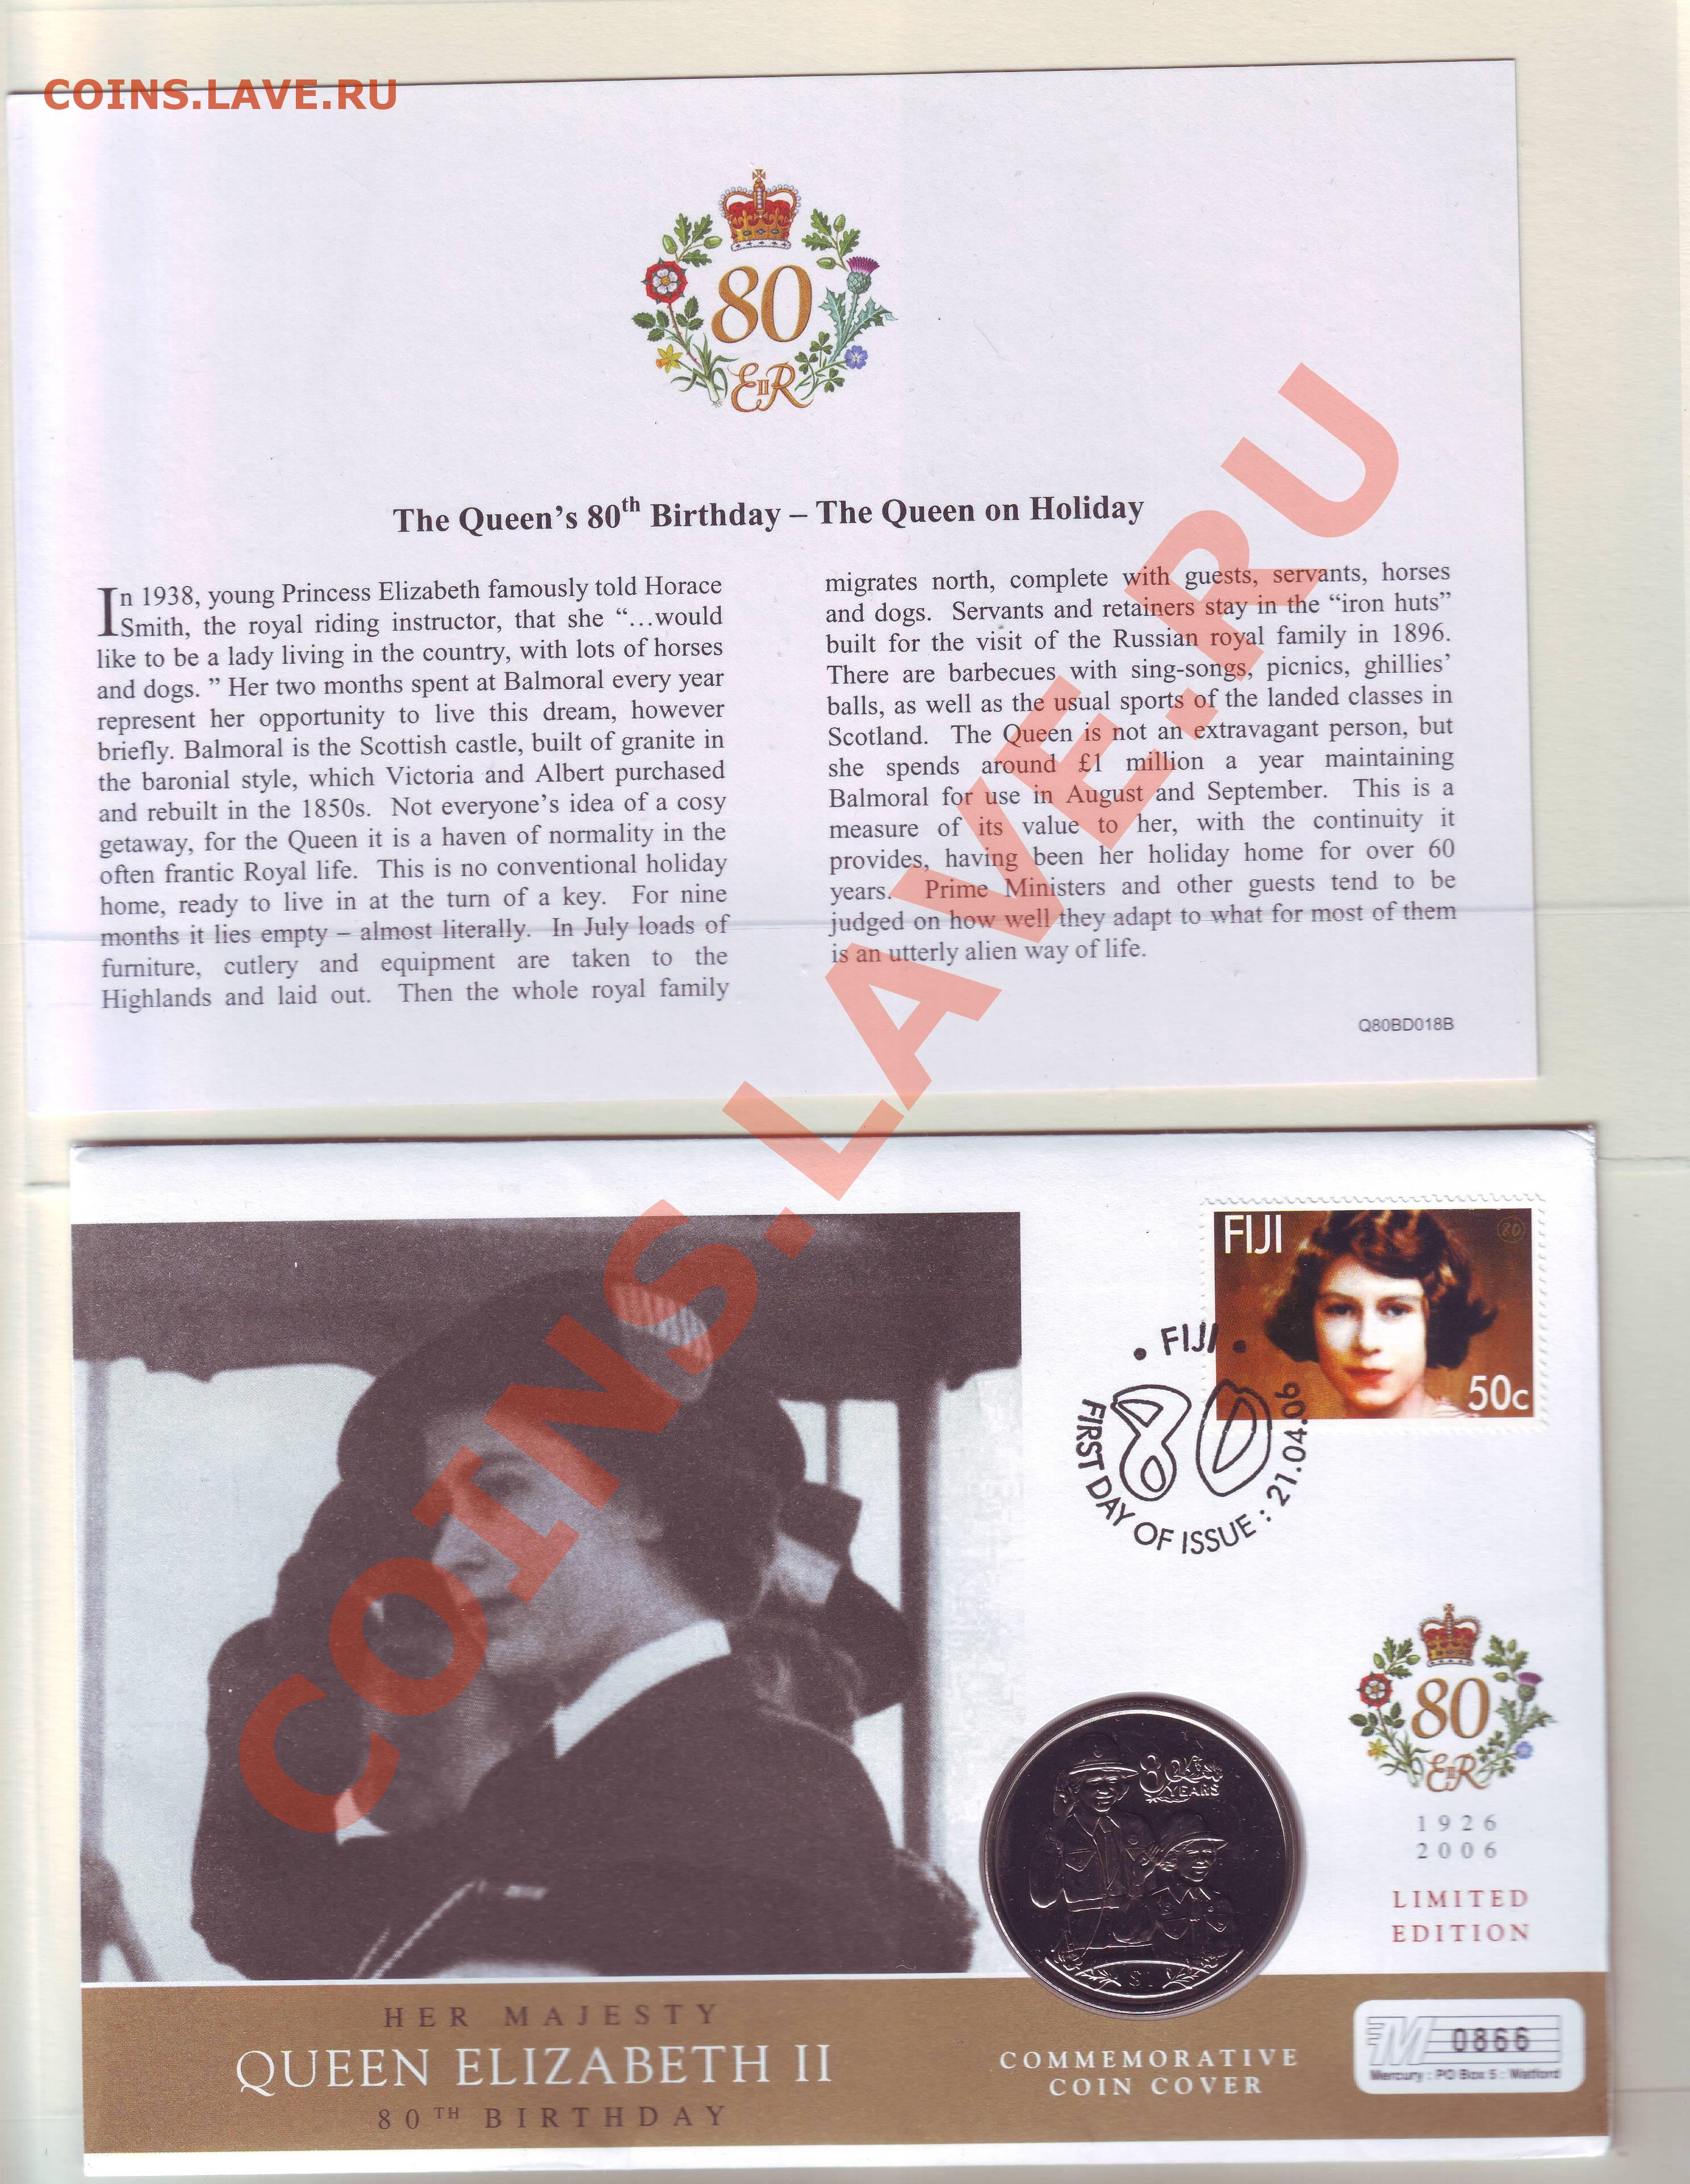 COINS.LAVE.RU
80
EIIR
The Queen's 80th Birthday – The Queen on Holiday
In 1938, young Princess Elizabeth famously told Horace
Smith, the royal riding instructor, that she “…would
like to be a lady living in the country, with lots of horses
and dogs. ” Her two months spent at Balmoral every year
represent her opportunity to live this dream, however
briefly. Balmoral is the Scottish castle, built of granite in
the baronial style, which Victoria and Albert purchased
and rebuilt in the 1850s. Not everyone’s idea of a cosy
getaway, for the Queen it is a haven of normality in the
often frantic Royal life. This is no conventional holiday
home, ready to live in at the turn of a key. For nine
months it lies empty – almost literally. In July loads of
furniture, cutlery and equipment are taken to the
Highlands and laid out. Then the whole royal family
migrates north, complete with guests, servants, horses
and dogs. Servants and retainers stay in the “iron huts”
built for the visit of the Russian royal family in 1896.
There are barbecues with sing-songs, picnics, ghillies’
balls, as well as the usual sports of the landed classes in
Scotland. The Queen is not an extravagant person, but
she spends around £1 million a year maintaining
Balmoral for use in August and September. This is a
measure of its value to her, with the continuity it
provides, having been her holiday home for over 60
years. Prime Ministers and other guests tend to be
judged on how well they adapt to what for most of them
is an utterly alien way of life.
Q80BD018B
COINS.LAVE.RU
FIJI
80
50c
FIJI
80
FIRST DAY OF ISSUE : 21.04.06
80
YEARS
$1
80
EIIR
1926
2006
LIMITED
EDITION
HER MAJESTY
QUEEN ELIZABETH II
80TH BIRTHDAY
COMMEMORATIVE
COIN COVER
M 0866
Mercury : PO Box 5 : Watford